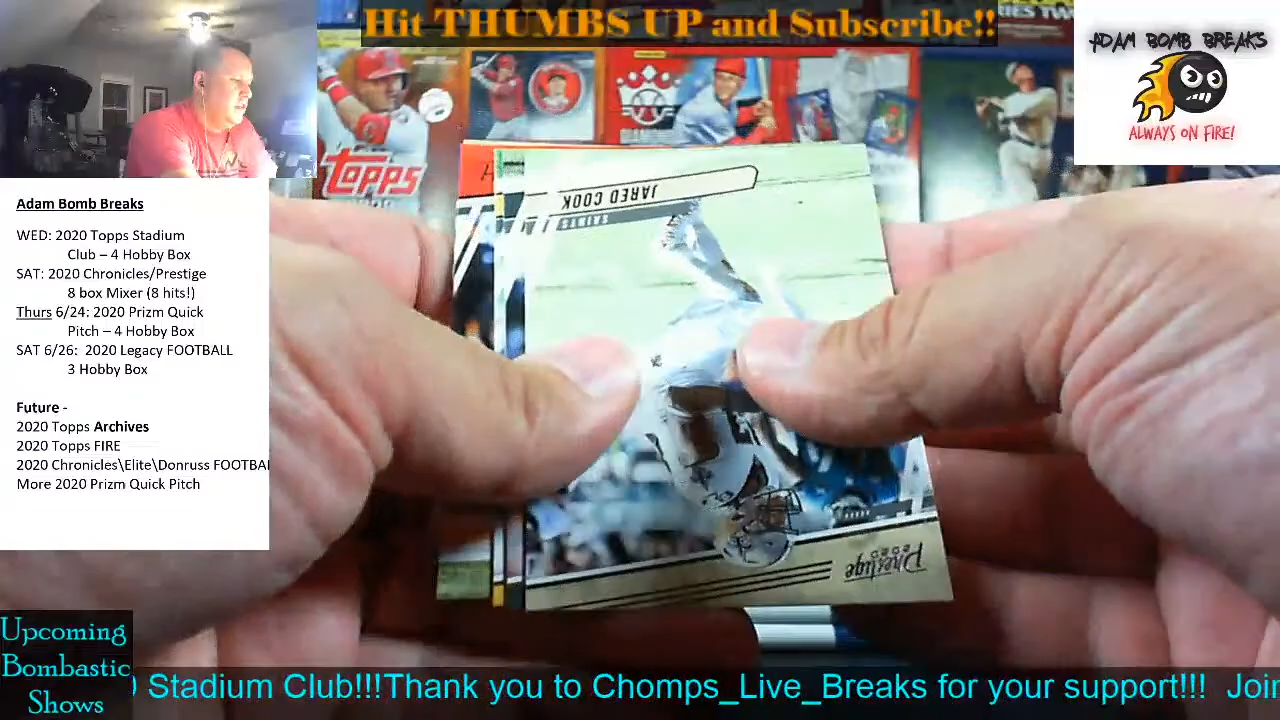 Hit THUMBS UP and Subscribe!!
ADAM BOMB BREAKS
ALWAYS ON FIRE!
Topps
Adam Bomb Breaks
WED: 2020 Topps Stadium
Club – 4 Hobby Box
SAT: 2020 Chronicles/Prestige
8 box Mixer (8 hits!)
Thurs 6/24: 2020 Prizm Quick
Pitch – 4 Hobby Box
SAT 6/26: 2020 Legacy FOOTBALL
3 Hobby Box
Future -
2020 Topps Archives
2020 Topps FIRE
2020 Chronicles\Elite\Donruss FOOTBAL
More 2020 Prizm Quick Pitch
JARED COOK
SAINTS
2020
Prestige
Upcoming
Bombastic
Shows
Stadium Club!!!Thank you to Chomps_Live_Breaks for your support!!! Join